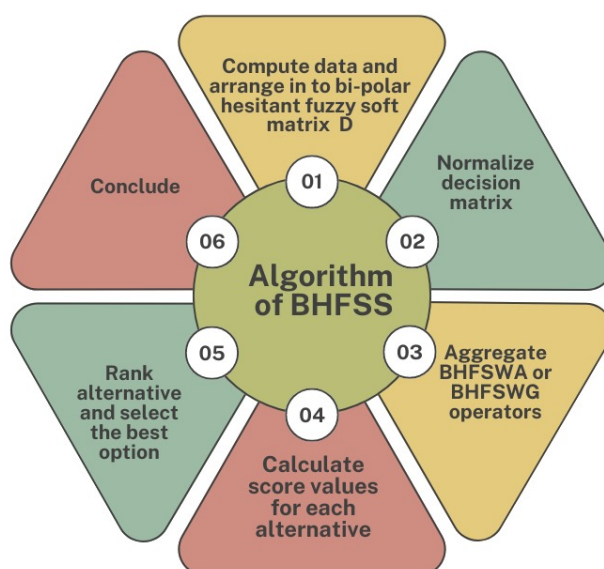 Compute data and
arrange in to bi-polar
hesitant fuzzy soft
matrix D
01
Normalize
decision
matrix
02
Aggregate
BHFSWA or
BHFSWG
operators
03
04
Calculate
score values
for each
alternative
05
Rank
alternative
and select
the best
option
Conclude
06
Algorithm
of BHFSS